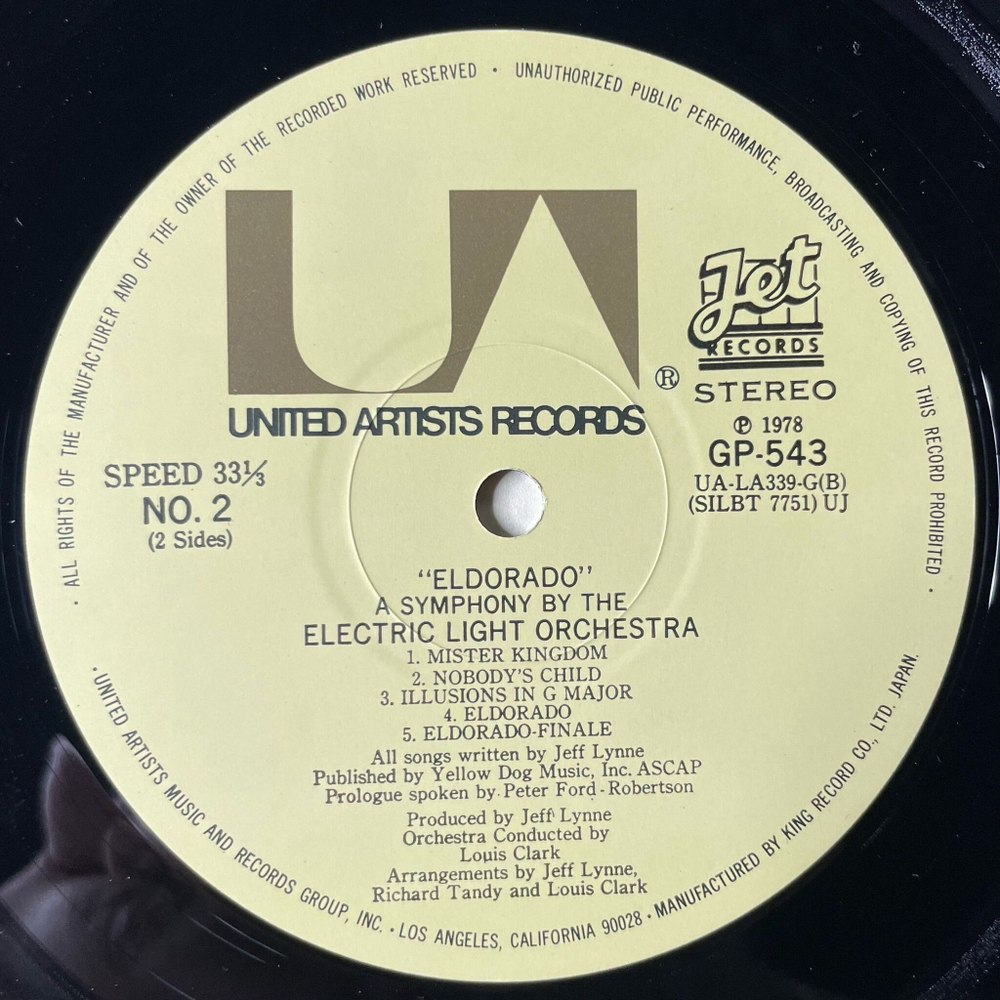 ALL RIGHTS OF THE MANUFACTURER AND OF THE OWNER OF THE RECORDED WORK RESERVED · UNAUTHORIZED PUBLIC PERFORMANCE, BROADCASTING AND COPYING OF THIS RECORD PROHIBITED ·
UA
Jet
RECORDS
®
UNITED ARTISTS RECORDS
STEREO
℗ 1978
GP-543
UA-LA339-G(B)
(SILBT 7751) UJ
SPEED 33⅓
NO. 2
(2 Sides)
"ELDORADO"
A SYMPHONY BY THE
ELECTRIC LIGHT ORCHESTRA
1. MISTER KINGDOM
2. NOBODY'S CHILD
3. ILLUSIONS IN G MAJOR
4. ELDORADO
5. ELDORADO-FINALE
All songs written by Jeff Lynne
Published by Yellow Dog Music, Inc. ASCAP
Prologue spoken by Peter Ford-Robertson
Produced by Jeff Lynne
Orchestra Conducted by
Louis Clark
Arrangements by Jeff Lynne,
Richard Tandy and Louis Clark
· UNITED ARTISTS MUSIC AND RECORDS GROUP, INC. · LOS ANGELES, CALIFORNIA 90028 · MANUFACTURED BY KING RECORD CO., LTD. JAPAN.